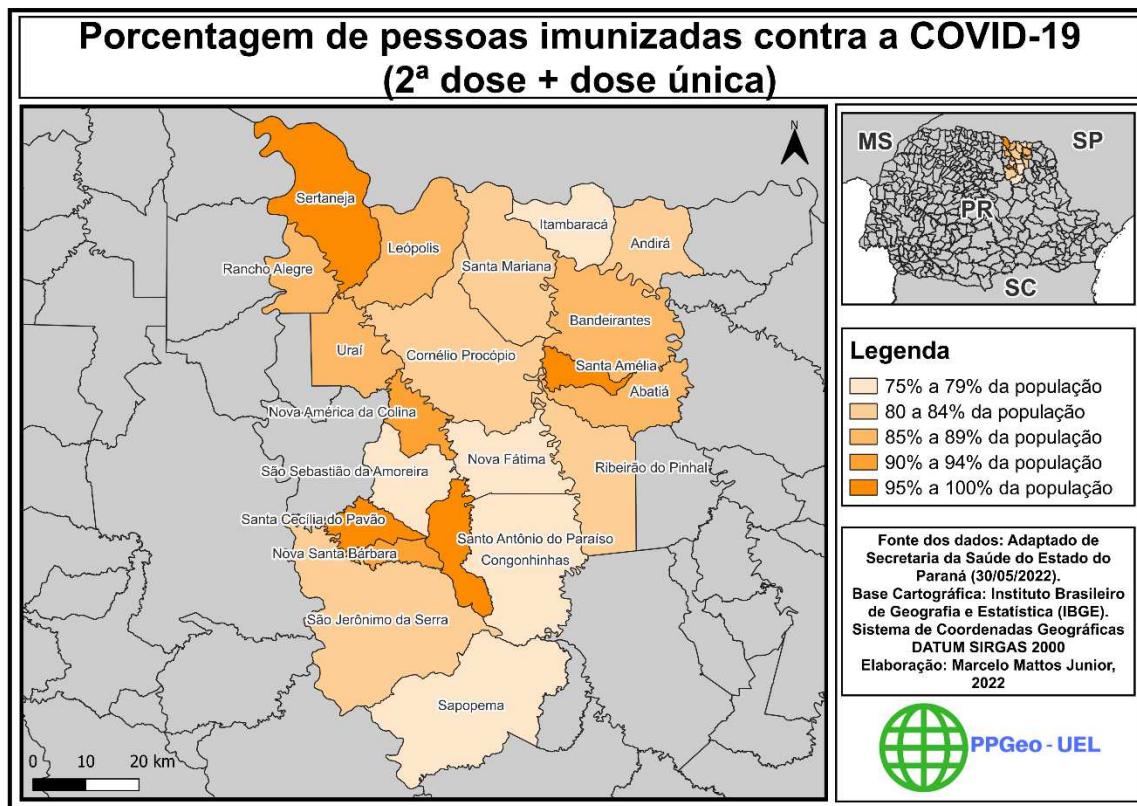 Porcentagem de pessoas imunizadas contra a COVID-19
(2ª dose + dose única)
N
Sertaneja
Itambaracá
Leópolis
Andirá
Rancho Alegre
Santa Mariana
Bandeirantes
Uraí
Cornélio Procópio
Santa Amélia
Abatiá
Nova América da Colina
Nova Fátima
São Sebastião da Amoreira
Ribeirão do Pinhal
Santa Cecília do Pavão
Santo Antônio do Paraíso
Nova Santa Bárbara
Congonhinhas
São Jerônimo da Serra
Sapopema
0 10 20 km
MS
SP
PR
SC
Legenda
75% a 79% da população
80 a 84% da população
85% a 89% da população
90% a 94% da população
95% a 100% da população
Fonte dos dados: Adaptado de
Secretaria da Saúde do Estado do
Paraná (30/05/2022).
Base Cartográfica: Instituto Brasileiro
de Geografia e Estatística (IBGE).
Sistema de Coordenadas Geográficas
DATUM SIRGAS 2000
Elaboração: Marcelo Mattos Junior,
2022
PPGeo - UEL